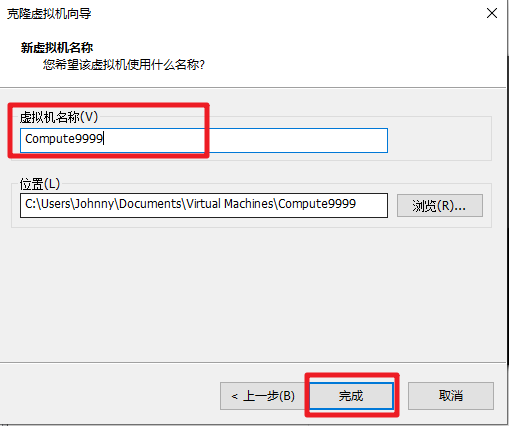 克隆虚拟机向导
新虚拟机名称
您希望该虚拟机使用什么名称?
虚拟机名称(V)
Compute9999
位置(L)
C:\Users\Johnny\Documents\Virtual Machines\Compute9999
浏览(R)...
< 上一步(B)
完成
取消